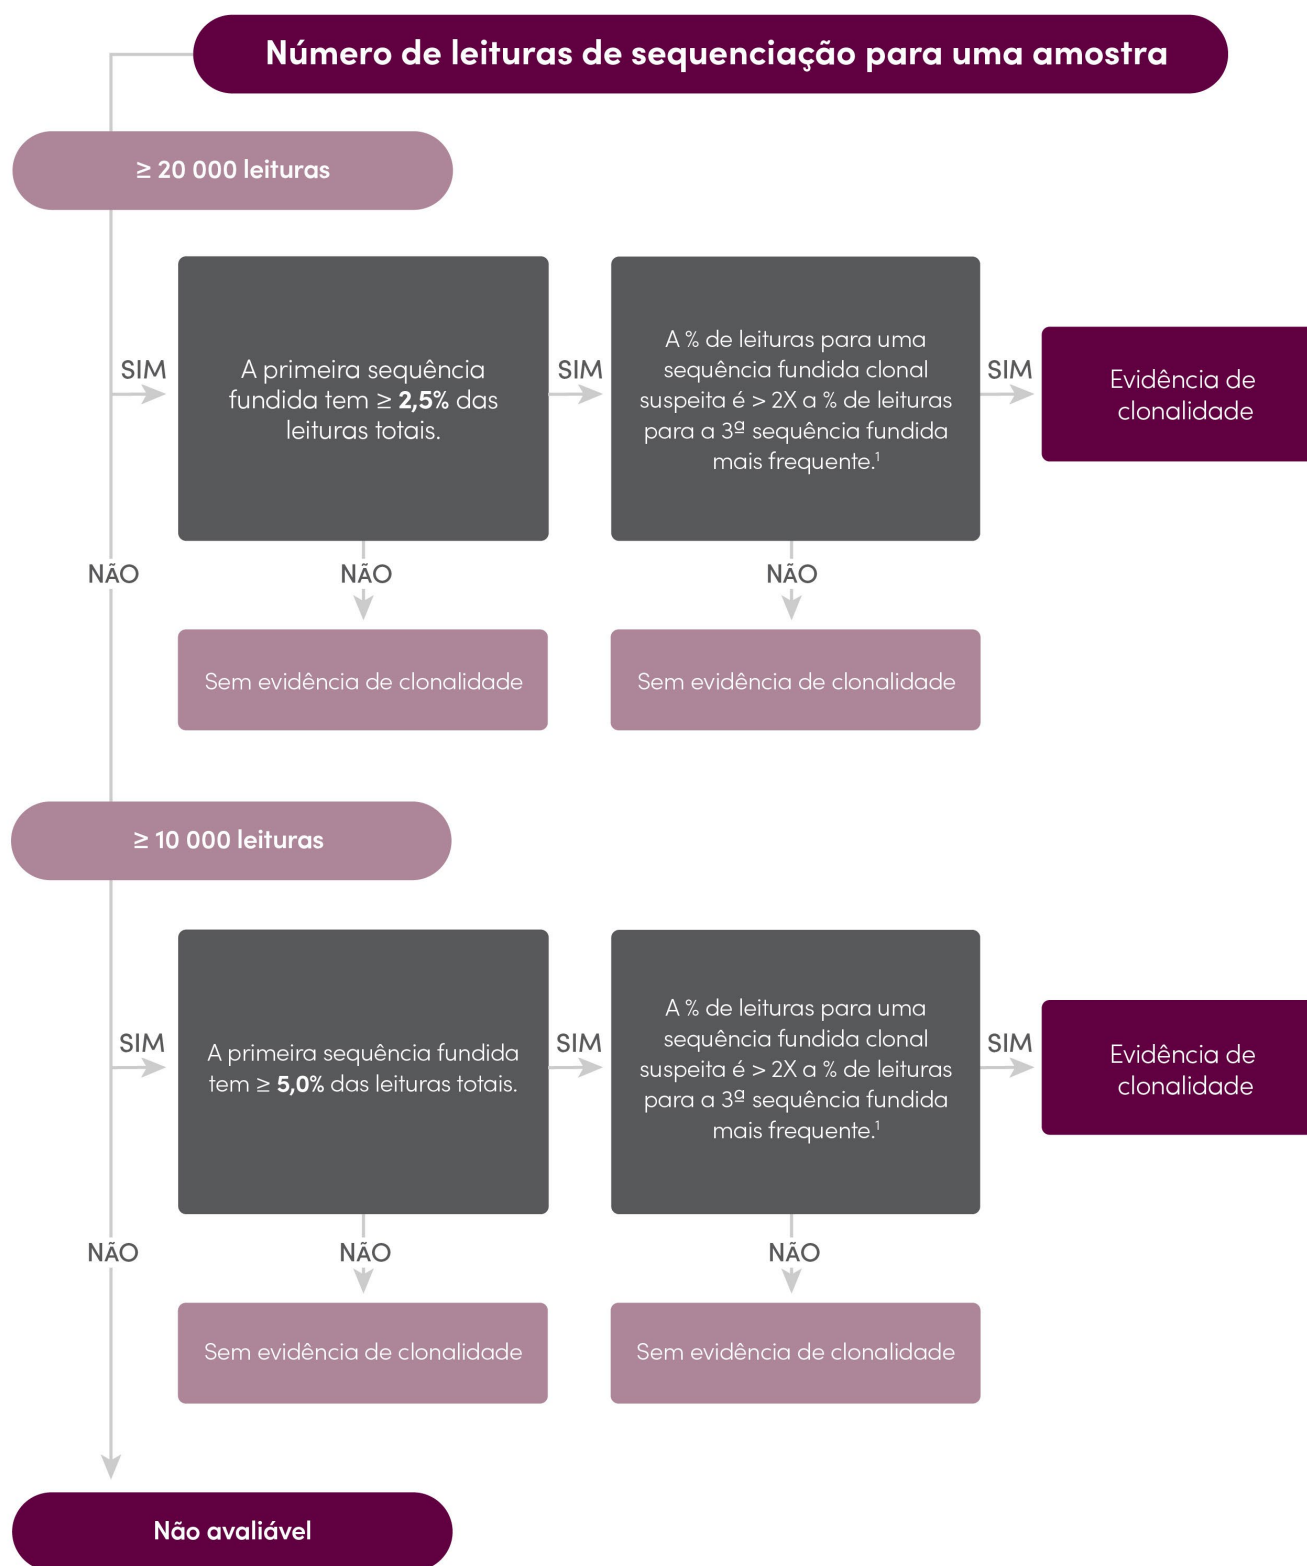 Número de leituras de sequenciação para uma amostra
≥ 20 000 leituras
SIM
A primeira sequência
fundida tem ≥ 2,5% das
leituras totais.
SIM
A % de leituras para uma
sequência fundida clonal
suspeita é > 2X a % de leituras
para a 3ª sequência fundida
mais frequente.¹
SIM
Evidência de
clonalidade
NÃO
NÃO
NÃO
Sem evidência de clonalidade
Sem evidência de clonalidade
≥ 10 000 leituras
SIM
A primeira sequência fundida
tem ≥ 5,0% das leituras totais.
SIM
A % de leituras para uma
sequência fundida clonal
suspeita é > 2X a % de leituras
para a 3ª sequência fundida
mais frequente.¹
SIM
Evidência de
clonalidade
NÃO
NÃO
NÃO
Sem evidência de clonalidade
Sem evidência de clonalidade
Não avaliável